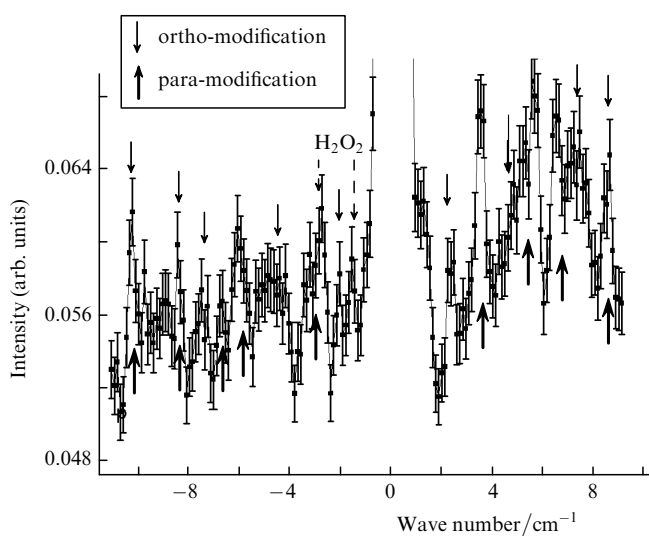 ortho-modification
para-modification
H₂O₂
0.064
0.056
0.048
Intensity (arb. units)
−8
−4
0
4
8
Wave number/cm⁻¹